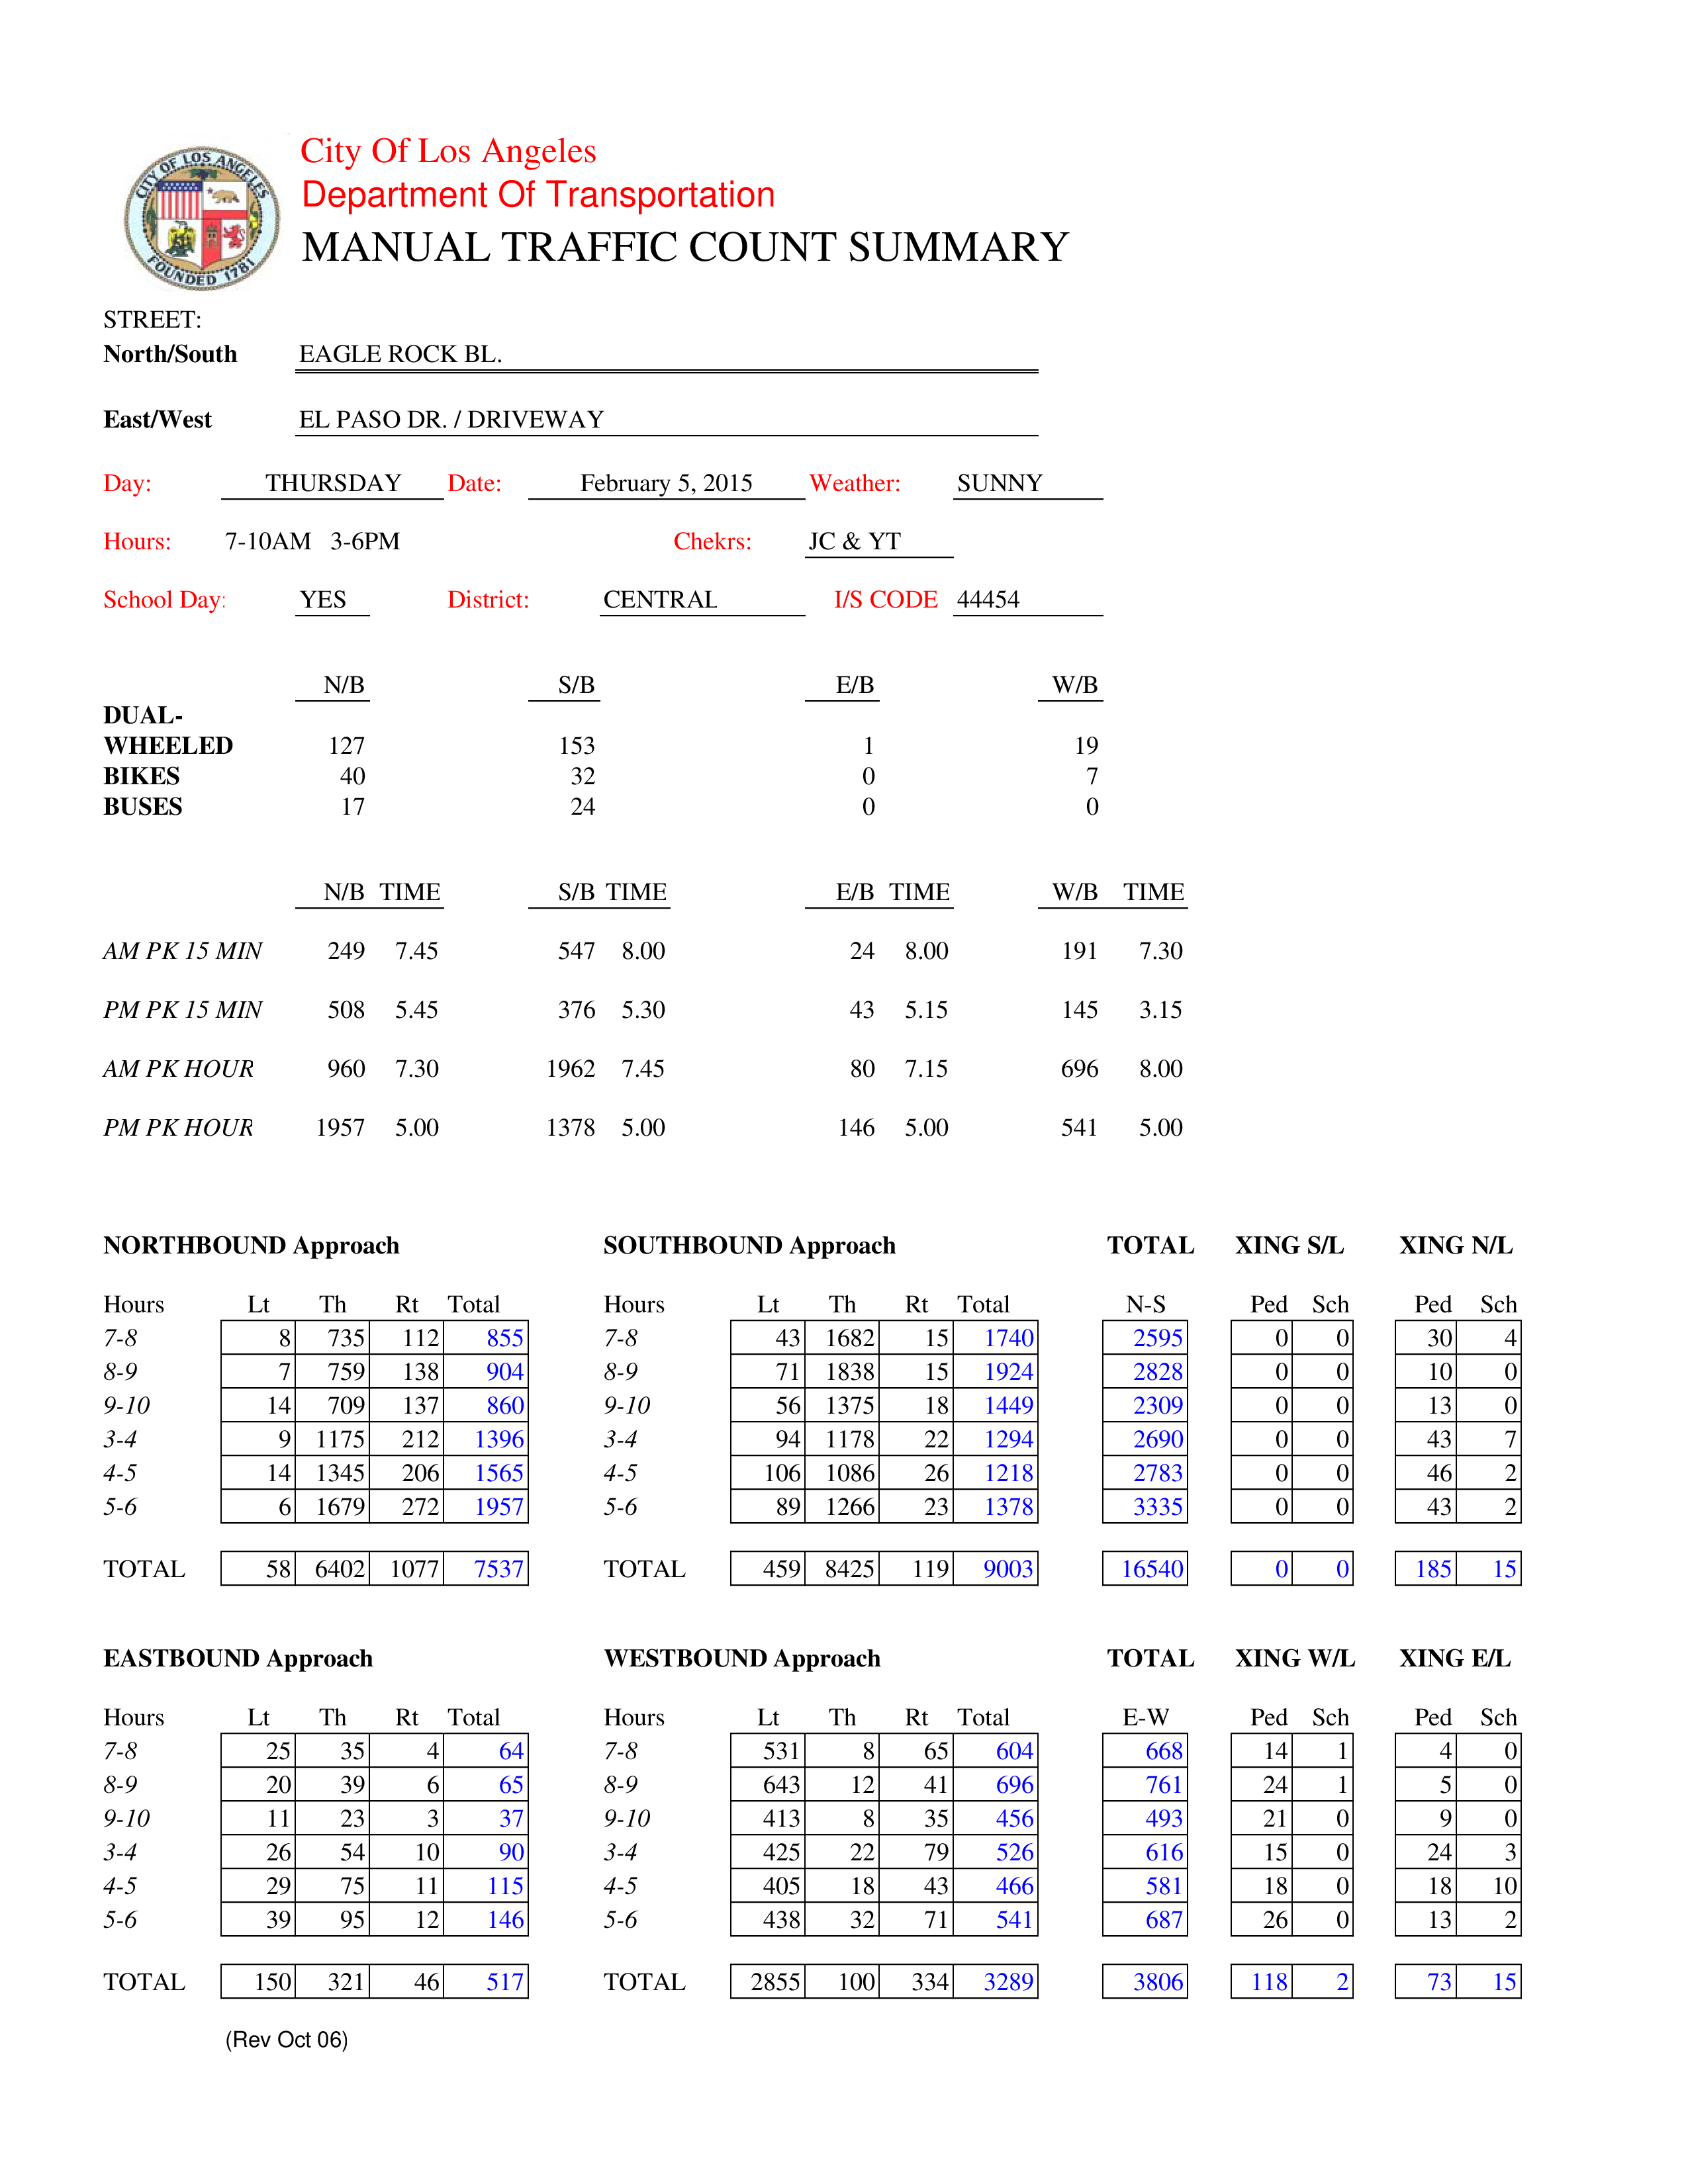 CITY OF LOS ANGELES
FOUNDED 1781
City Of Los Angeles
Department Of Transportation
MANUAL TRAFFIC COUNT SUMMARY
STREET:
North/South EAGLE ROCK BL.
East/West EL PASO DR. / DRIVEWAY
Day: THURSDAY Date: February 5, 2015 Weather: SUNNY
Hours: 7-10AM 3-6PM Chekrs: JC & YT
School Day: YES District: CENTRAL I/S CODE 44454
N/B S/B E/B W/B
DUAL-
WHEELED 127 153 1 19
BIKES 40 32 0 7
BUSES 17 24 0 0
N/B TIME S/B TIME E/B TIME W/B TIME
AM PK 15 MIN 249 7.45 547 8.00 24 8.00 191 7.30
PM PK 15 MIN 508 5.45 376 5.30 43 5.15 145 3.15
AM PK HOUR 960 7.30 1962 7.45 80 7.15 696 8.00
PM PK HOUR 1957 5.00 1378 5.00 146 5.00 541 5.00
NORTHBOUND Approach SOUTHBOUND Approach TOTAL XING S/L XING N/L
Hours Lt Th Rt Total Hours Lt Th Rt Total N-S Ped Sch Ped Sch
7-8 8 735 112 855 7-8 43 1682 15 1740 2595 0 0 30 4
8-9 7 759 138 904 8-9 71 1838 15 1924 2828 0 0 10 0
9-10 14 709 137 860 9-10 56 1375 18 1449 2309 0 0 13 0
3-4 9 1175 212 1396 3-4 94 1178 22 1294 2690 0 0 43 7
4-5 14 1345 206 1565 4-5 106 1086 26 1218 2783 0 0 46 2
5-6 6 1679 272 1957 5-6 89 1266 23 1378 3335 0 0 43 2
TOTAL 58 6402 1077 7537 TOTAL 459 8425 119 9003 16540 0 0 185 15
EASTBOUND Approach WESTBOUND Approach TOTAL XING W/L XING E/L
Hours Lt Th Rt Total Hours Lt Th Rt Total E-W Ped Sch Ped Sch
7-8 25 35 4 64 7-8 531 8 65 604 668 14 1 4 0
8-9 20 39 6 65 8-9 643 12 41 696 761 24 1 5 0
9-10 11 23 3 37 9-10 413 8 35 456 493 21 0 9 0
3-4 26 54 10 90 3-4 425 22 79 526 616 15 0 24 3
4-5 29 75 11 115 4-5 405 18 43 466 581 18 0 18 10
5-6 39 95 12 146 5-6 438 32 71 541 687 26 0 13 2
TOTAL 150 321 46 517 TOTAL 2855 100 334 3289 3806 118 2 73 15
(Rev Oct 06)